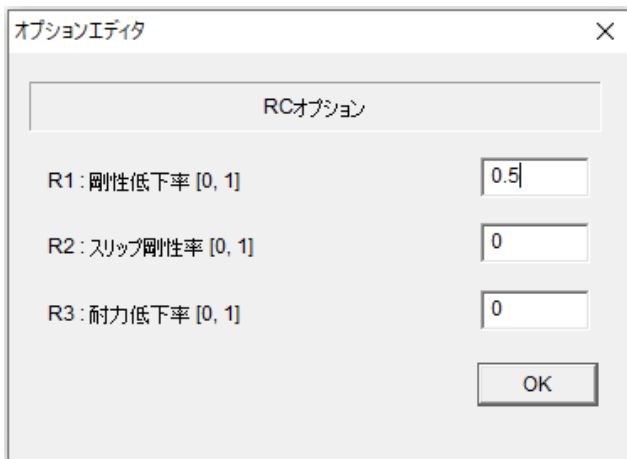 オプションエディタ
RCオプション
R1 : 剛性低下率 [0, 1]
0.5
R2 : スリップ剛性率 [0, 1]
0
R3 : 耐力低下率 [0, 1]
0
OK